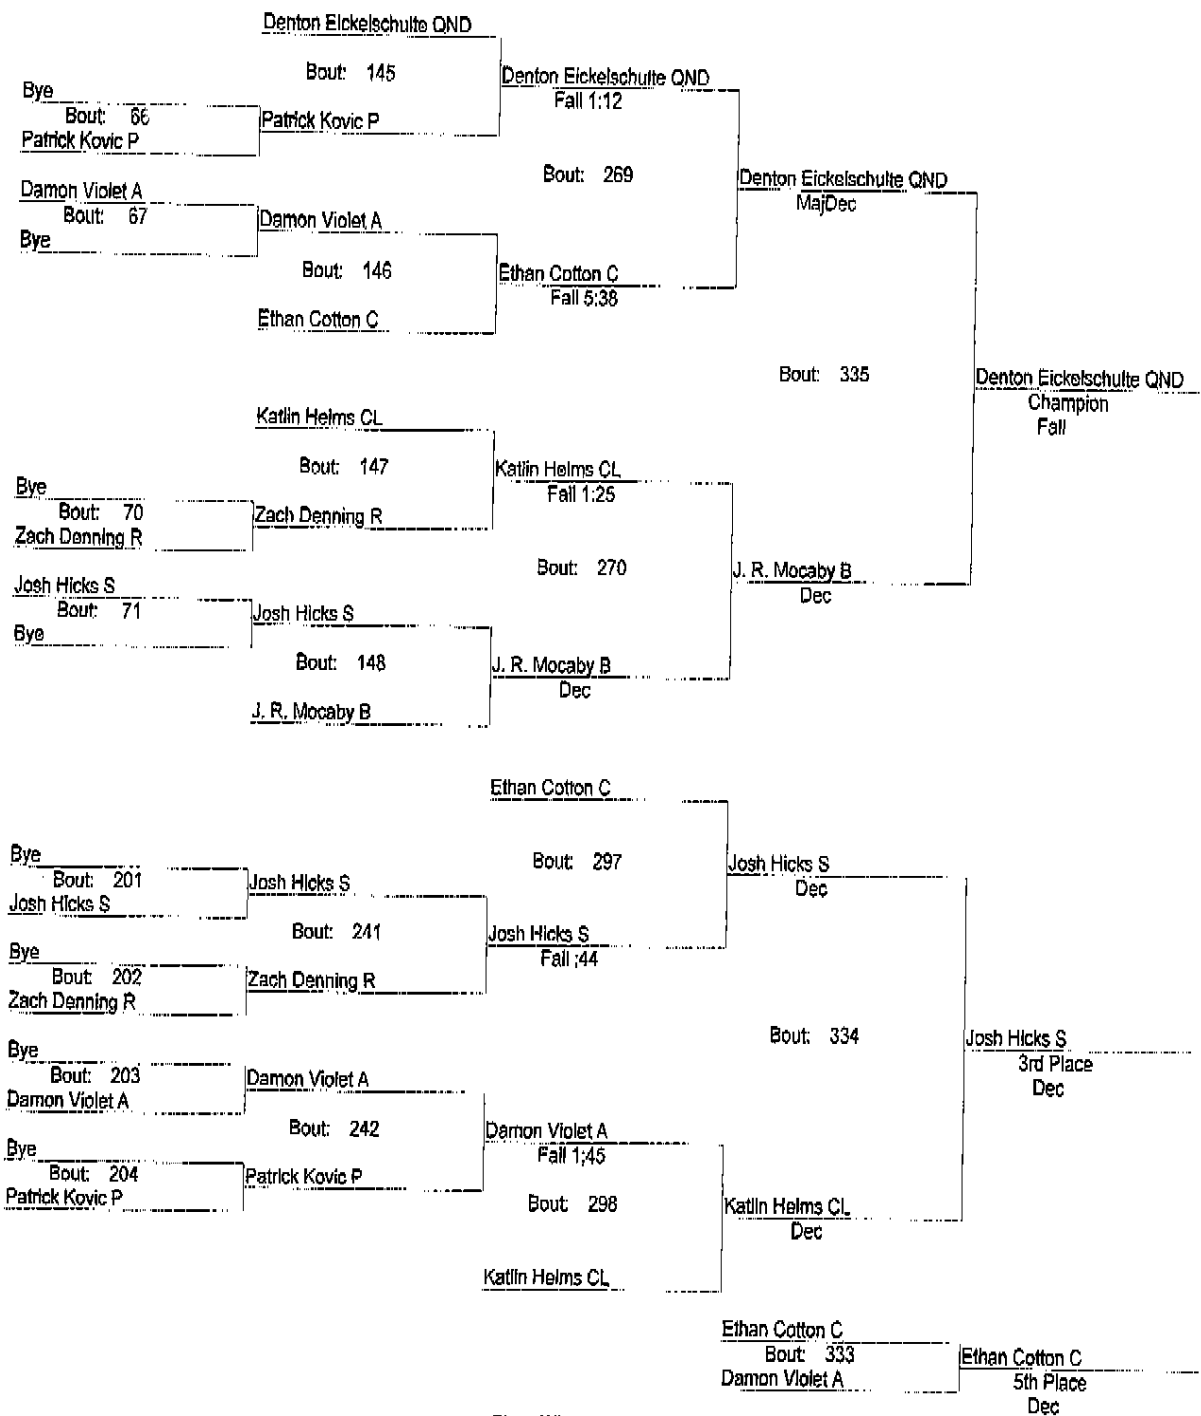 Denton Eickelschulte QND
Bout: 145
Denton Eickelschulte QND
Fall 1:12
Bye
Bout: 66
Patrick Kovic P
Patrick Kovic P
Bout: 269
Denton Eickelschulte QND
MajDec
Damon Violet A
Bout: 67
Bye
Damon Violet A
Bout: 146
Ethan Cotton C
Fall 5:38
Ethan Cotton C
Bout: 335
Denton Eickelschulte QND
Champion
Fall
Katlin Helms CL
Bout: 147
Katlin Helms CL
Fall 1:25
Bye
Bout: 70
Zach Denning R
Zach Denning R
Bout: 270
J. R. Mocaby B
Dec
Josh Hicks S
Bout: 71
Bye
Josh Hicks S
Bout: 148
J. R. Mocaby B
Dec
J. R. Mocaby B
Ethan Cotton C
Bout: 297
Josh Hicks S
Dec
Bye
Bout: 201
Josh Hicks S
Josh Hicks S
Bout: 241
Josh Hicks S
Fall ;44
Bye
Bout: 202
Zach Denning R
Zach Denning R
Bout: 334
Josh Hicks S
3rd Place
Dec
Bye
Bout: 203
Damon Violet A
Damon Violet A
Bout: 242
Damon Violet A
Fall 1;45
Bye
Bout: 204
Patrick Kovic P
Patrick Kovic P
Bout: 298
Katlin Helms CL
Dec
Katlin Helms CL
Ethan Cotton C
Bout: 333
Damon Violet A
Ethan Cotton C
5th Place
Dec